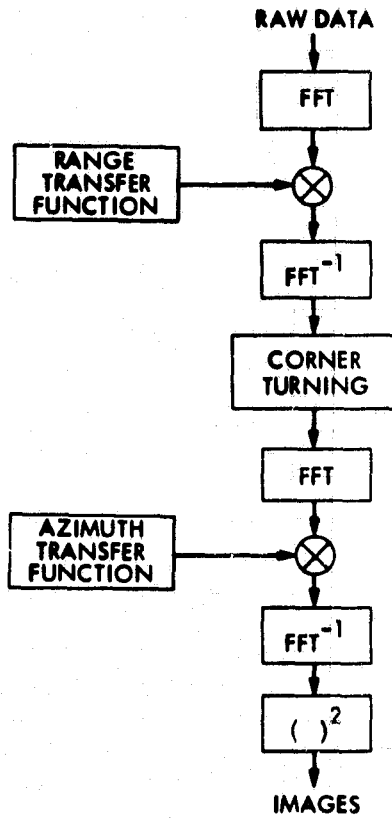 RAW DATA
FFT
RANGE
TRANSFER
FUNCTION
FFT⁻¹
CORNER
TURNING
FFT
AZIMUTH
TRANSFER
FUNCTION
FFT⁻¹
( )²
IMAGES